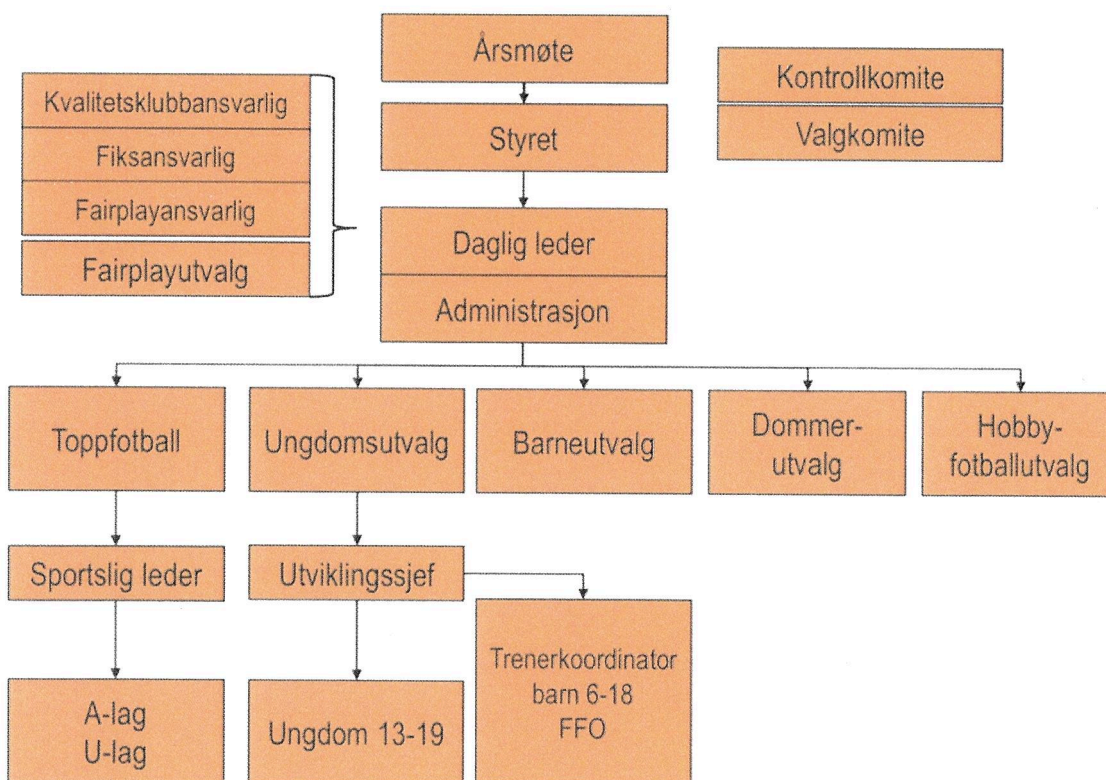 Årsmøte
Styret
Kvalitetsklubbansvarlig
Fiksansvarlig
Fairplayansvarlig
Fairplayutvalg
Kontrollkomite
Valgkomite
Daglig leder
Administrasjon
Toppfotball
Ungdomsutvalg
Barneutvalg
Dommer-
utvalg
Hobby-
fotballutvalg
Sportslig leder
Utviklingssjef
A-lag
U-lag
Ungdom 13-19
Trenerkoordinator
barn 6-18
FFO